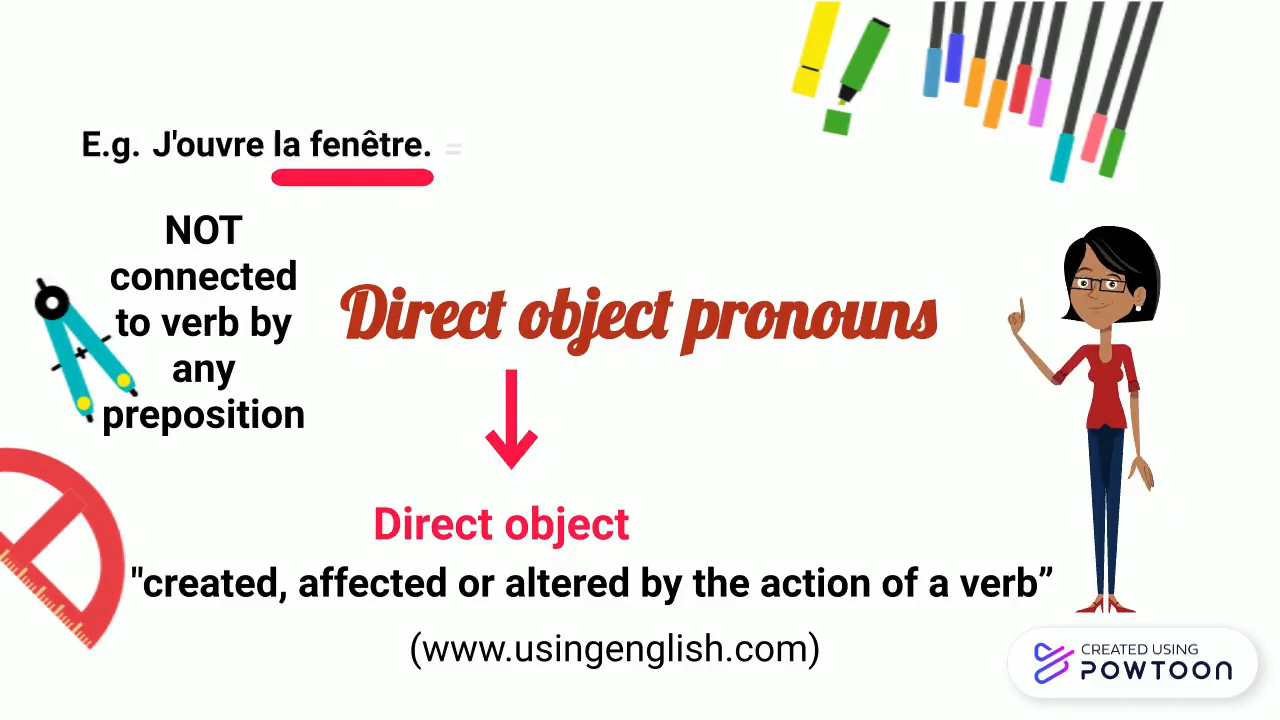 E.g. J'ouvre la fenêtre. =
NOT
connected
to verb by
any
preposition
Direct object pronouns
Direct object
"created, affected or altered by the action of a verb”
(www.usingenglish.com)
CREATED USING
POWTOON